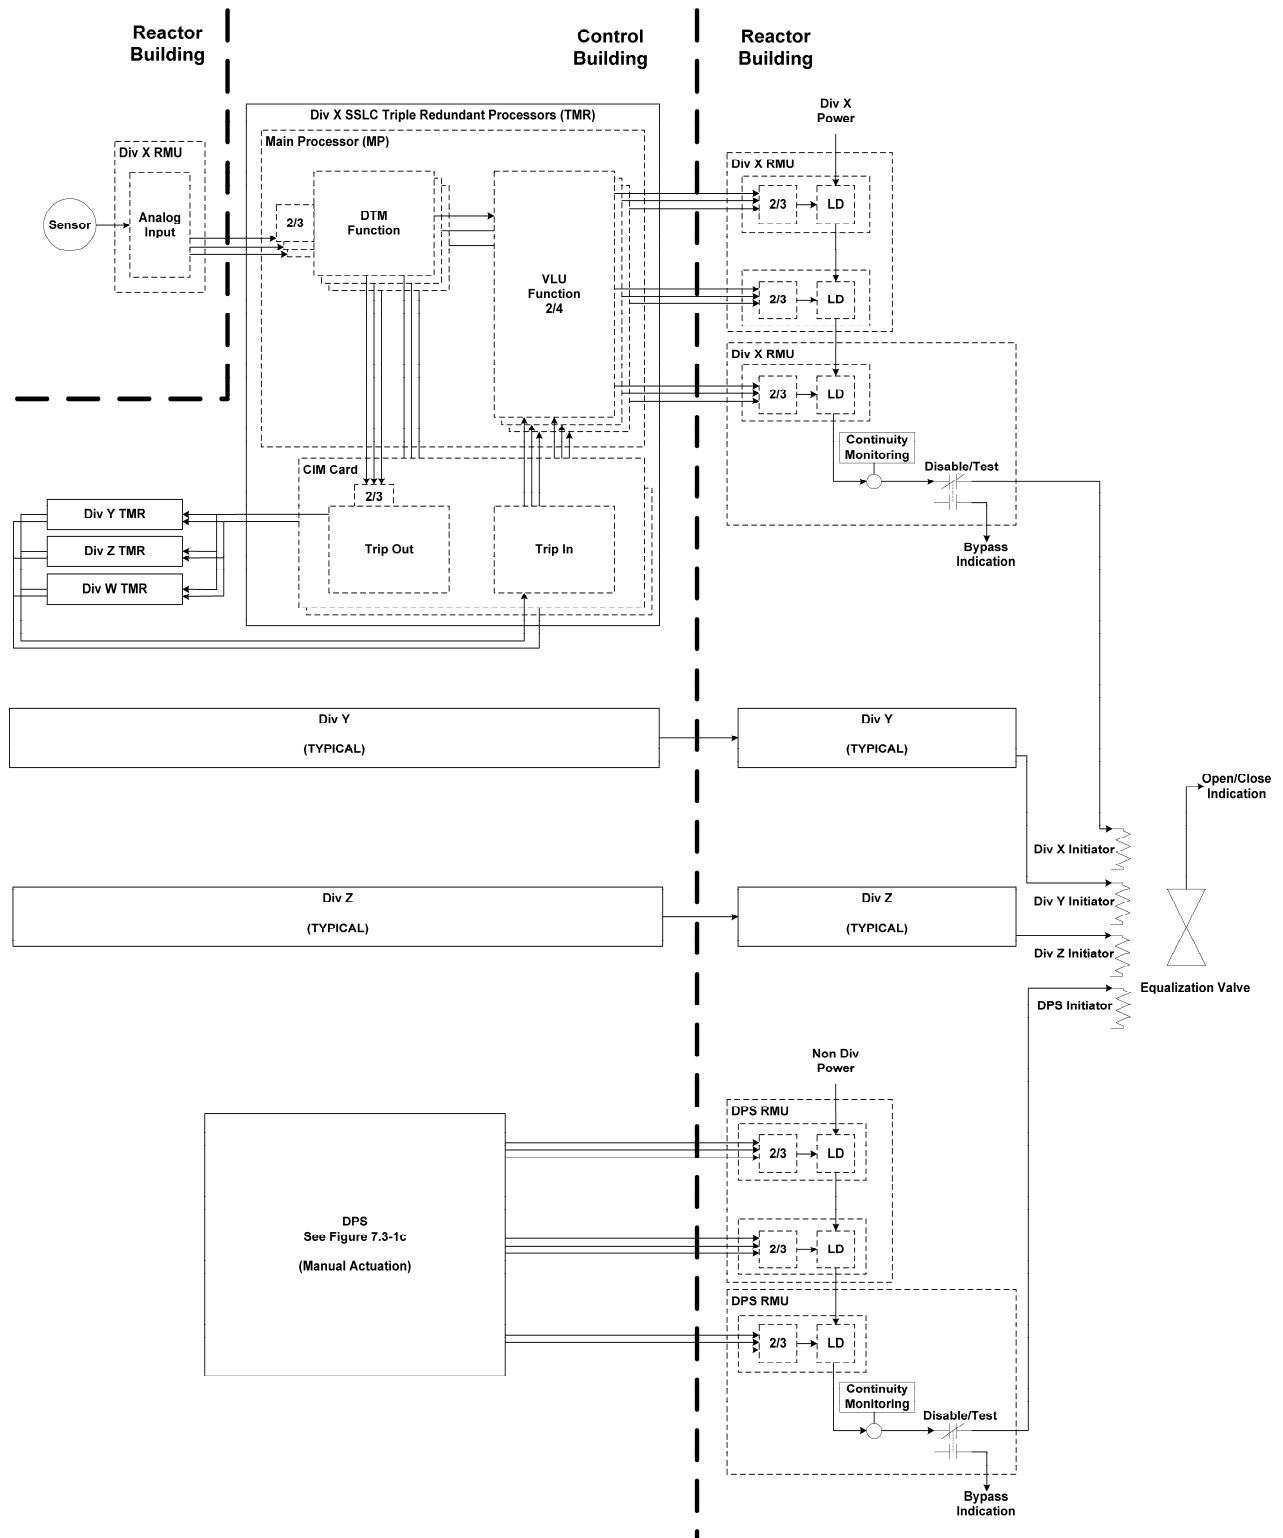 Reactor
Building
Control
Building
Reactor
Building
Div X SSLC Triple Redundant Processors (TMR)
Main Processor (MP)
Div X RMU
Sensor
Analog
Input
2/3
DTM
Function
VLU
Function
2/4
CIM Card
2/3
Trip Out
Trip In
Div Y TMR
Div Z TMR
Div W TMR
Div X
Power
Div X RMU
2/3
LD
2/3
LD
Div X RMU
2/3
LD
Continuity
Monitoring
Disable/Test
Bypass
Indication
Div Y
(TYPICAL)
Div Y
(TYPICAL)
Div Z
(TYPICAL)
Div Z
(TYPICAL)
Open/Close
Indication
Div X Initiator
Div Y Initiator
Div Z Initiator
DPS Initiator
Equalization Valve
DPS
See Figure 7.3-1c
(Manual Actuation)
Non Div
Power
DPS RMU
2/3
LD
2/3
LD
DPS RMU
2/3
LD
Continuity
Monitoring
Disable/Test
Bypass
Indication